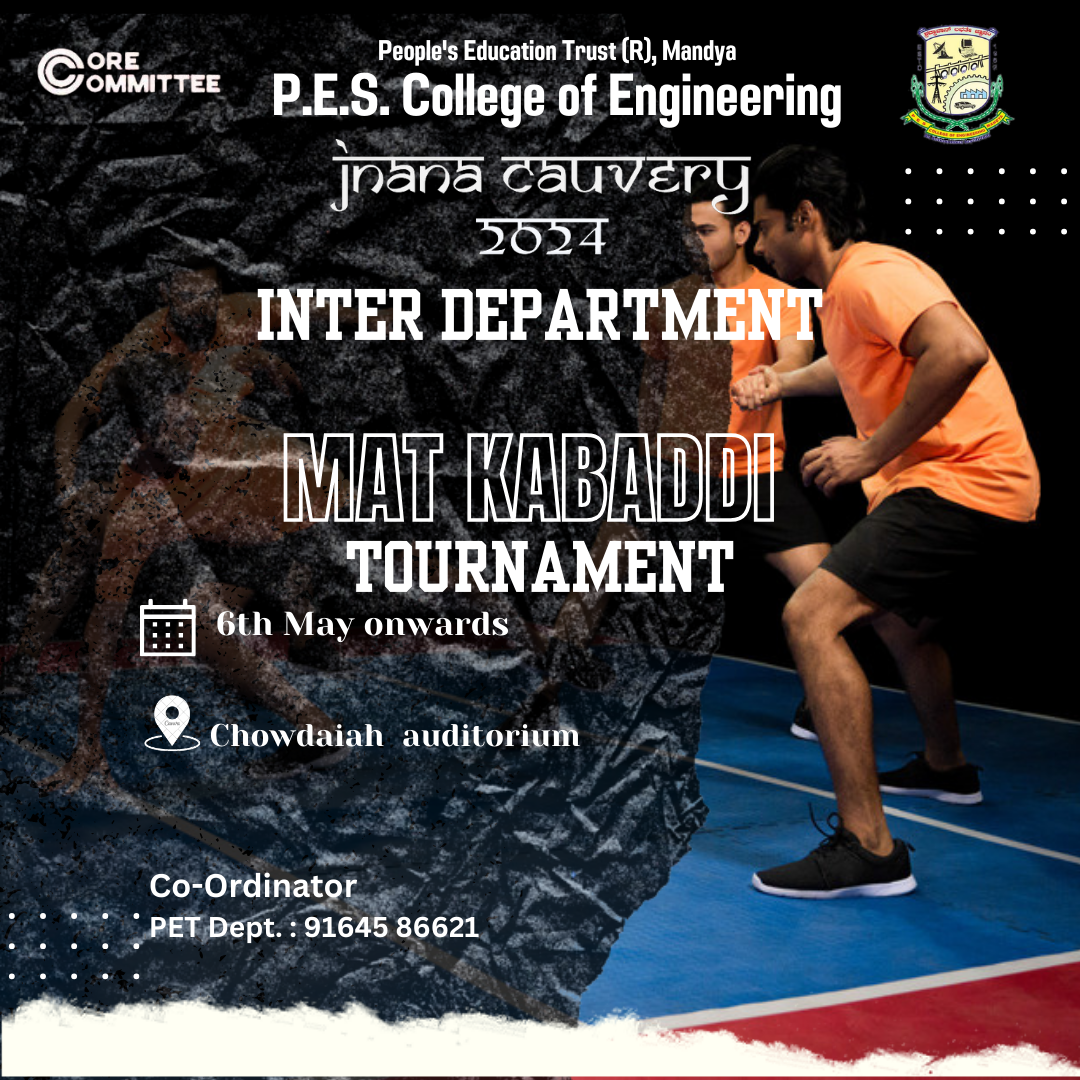 CORE
COMMITTEE
People's Education Trust (R), Mandya
P.E.S. College of Engineering
jnana cauvery
2024
INTER DEPARTMENT
MAT KABADDI
TOURNAMENT
6th May onwards
Chowdaiah auditorium
Co-Ordinator
PET Dept. : 91645 86621